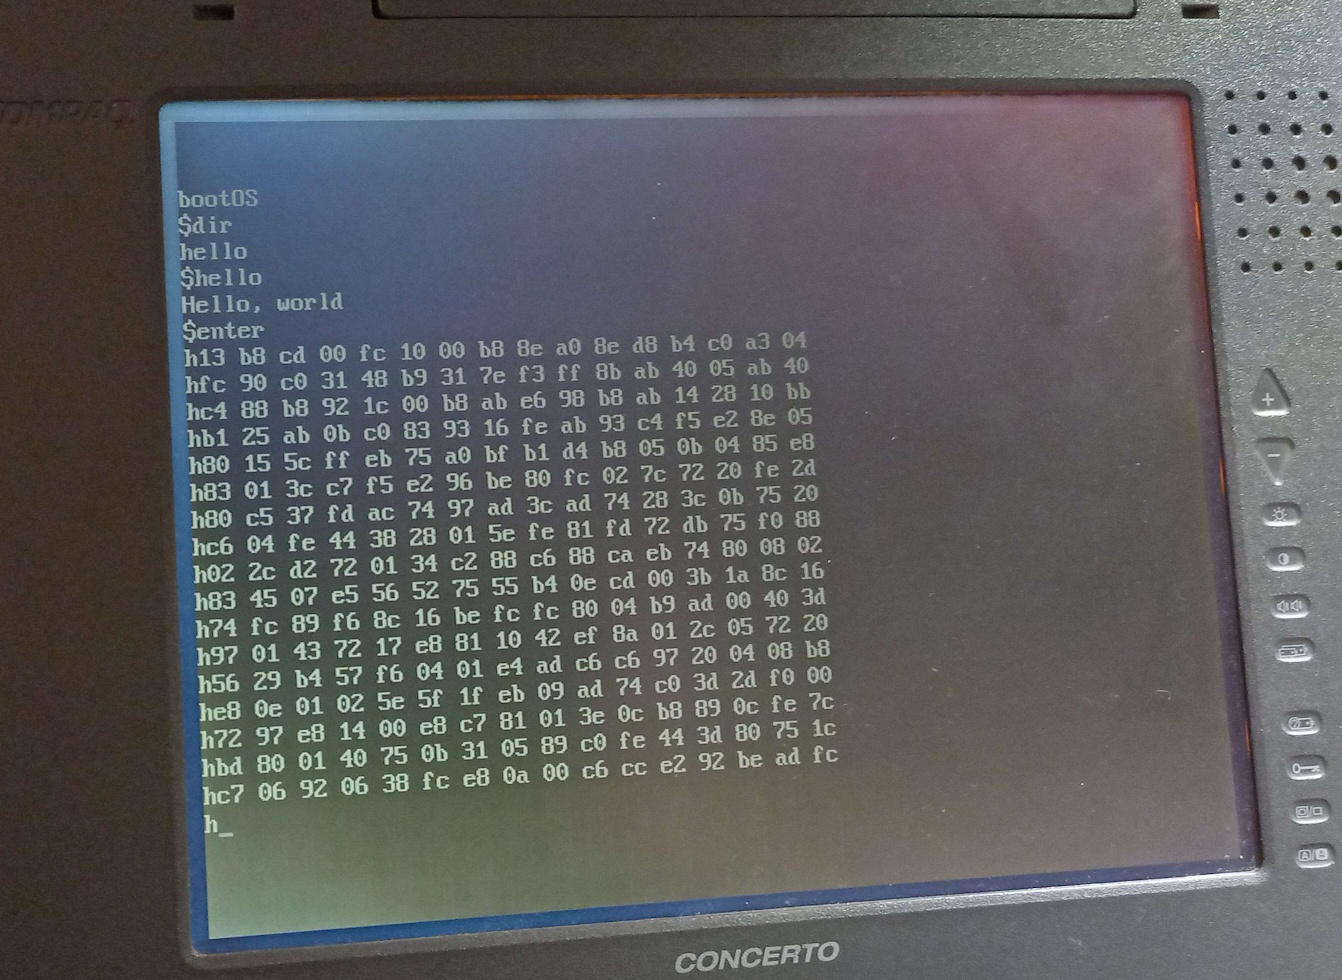 COMPAQ
bootOS
$dir
hello
$hello
Hello, world
$enter
h13 b8 cd 00 fc 10 00 b8 8e a0 8e d8 b4 c0 a3 04
hfc 90 c0 31 48 b9 31 7e f3 ff 8b ab 40 05 ab 40
hc4 88 b8 92 1c 00 b8 ab e6 98 b8 ab 14 28 10 bb
hb1 25 ab 0b c0 83 93 16 fe ab 93 c4 f5 e2 8e 05
h80 15 5c ff eb 75 a0 bf b1 d4 b8 05 0b 04 85 e8
h83 01 3c c7 f5 e2 96 be 80 fc 02 7c 72 20 fe 2d
h80 c5 37 fd ac 74 97 ad 3c ad 74 28 3c 0b 75 20
hc6 04 fe 44 38 28 01 5e fe 81 fd 72 db 75 f0 88
h02 2c d2 72 01 34 c2 88 c6 88 ca eb 74 80 08 02
h83 45 07 e5 56 52 75 55 b4 0e cd 00 3b 1a 8c 16
h74 fc 89 f6 8c 16 be fc fc 80 04 b9 ad 00 40 3d
h97 01 43 72 17 e8 81 10 42 ef 8a 01 2c 05 72 20
h56 29 b4 57 f6 04 01 e4 ad c6 c6 97 20 04 08 b8
he8 0e 01 02 5e 5f 1f eb 09 ad 74 c0 3d 2d f0 00
h72 97 e8 14 00 e8 c7 81 01 3e 0c b8 89 0c fe 7c
hbd 80 01 40 75 0b 31 05 89 c0 fe 44 3d 80 75 1c
hc7 06 92 06 38 fc e8 0a 00 c6 cc e2 92 be ad fc
h_
CONCERTO